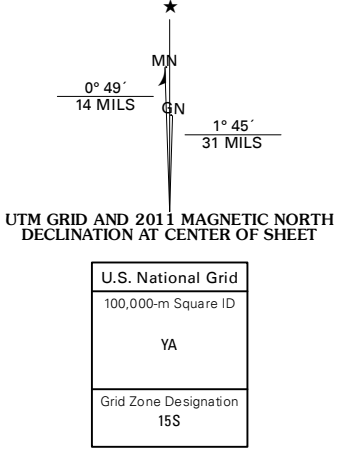 ★
MN
0° 49´
14 MILS
GN
1° 45´
31 MILS
UTM GRID AND 2011 MAGNETIC NORTH
DECLINATION AT CENTER OF SHEET
U.S. National Grid
100,000-m Square ID
YA
Grid Zone Designation
15S